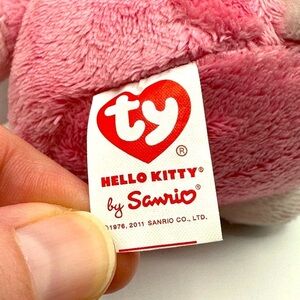 ty
®
HELLO KITTY®
by Sanrio
©1976, 2011 SANRIO CO., LTD.